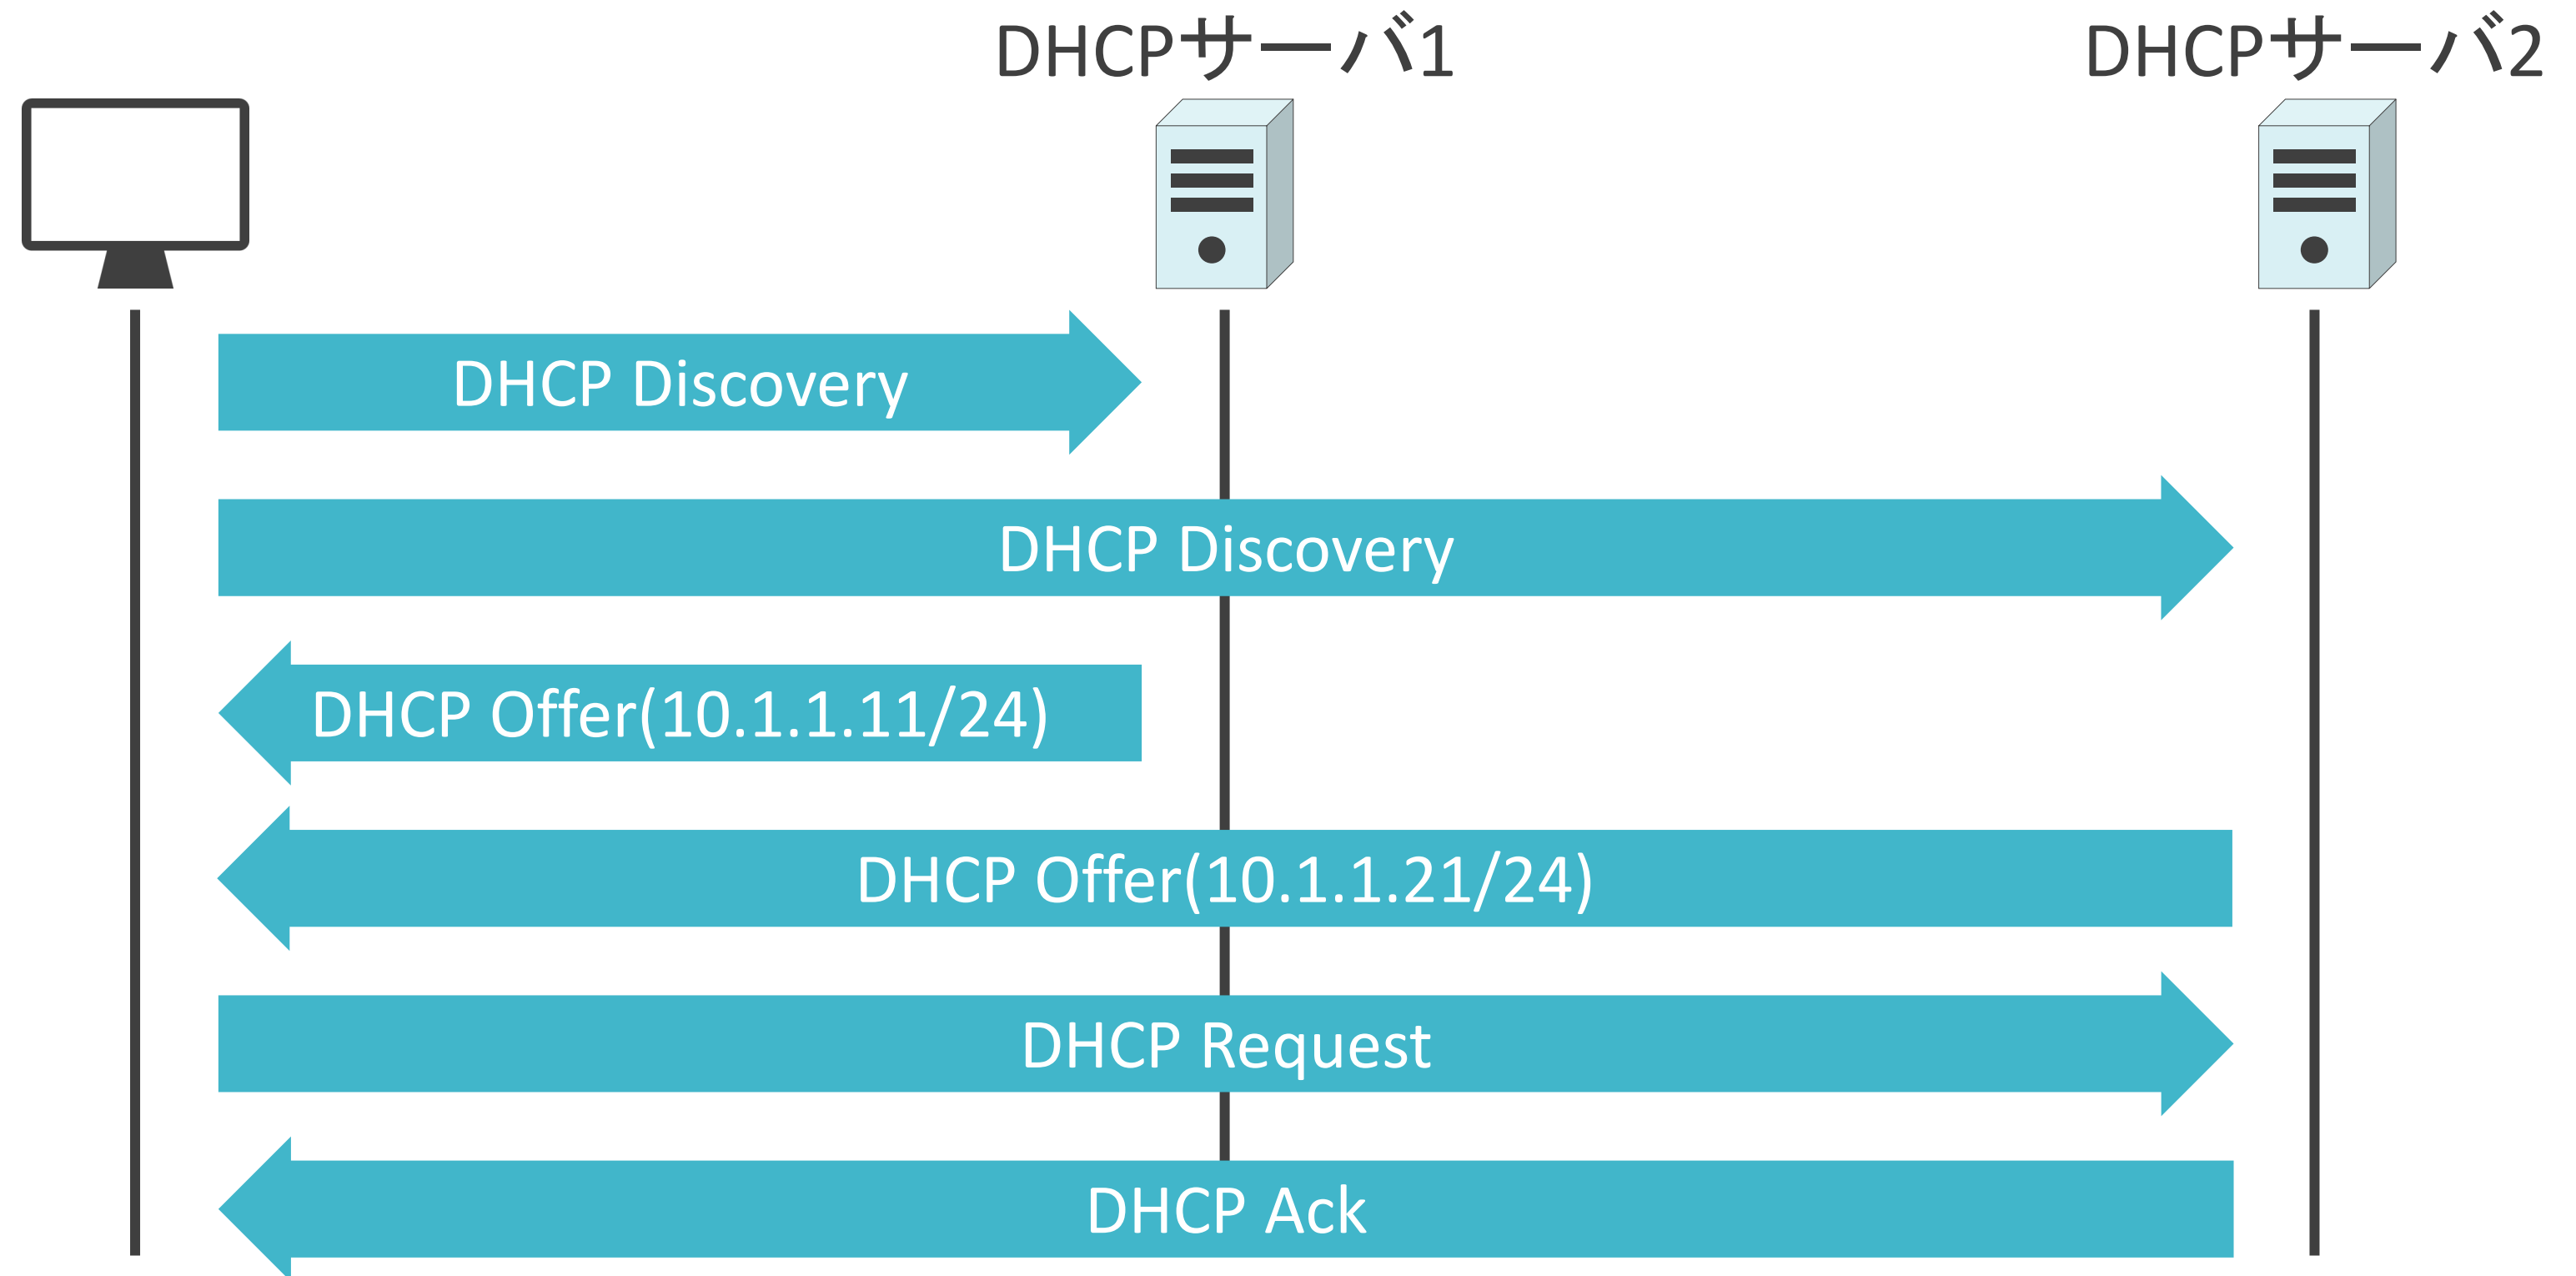 DHCPサーバ1
DHCPサーバ2
DHCP Discovery
DHCP Discovery
DHCP Offer(10.1.1.11/24)
DHCP Offer(10.1.1.21/24)
DHCP Request
DHCP Ack